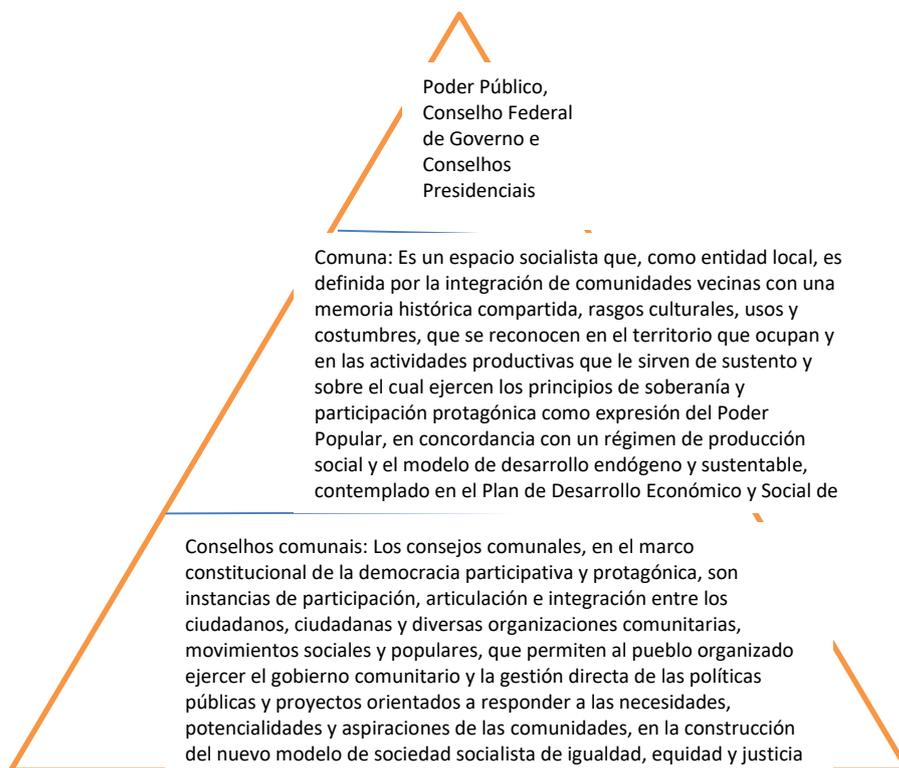 Poder Público,
Conselho Federal
de Governo e
Conselhos
Presidenciais
Comuna: Es un espacio socialista que, como entidad local, es
definida por la integración de comunidades vecinas con una
memoria histórica compartida, rasgos culturales, usos y
costumbres, que se reconocen en el territorio que ocupan y
en las actividades productivas que le sirven de sustento y
sobre el cual ejercen los principios de soberanía y
participación protagónica como expresión del Poder
Popular, en concordancia con un régimen de producción
social y el modelo de desarrollo endógeno y sustentable,
contemplado en el Plan de Desarrollo Económico y Social de
Conselhos comunais: Los consejos comunales, en el marco
constitucional de la democracia participativa y protagónica, son
instancias de participación, articulación e integración entre los
ciudadanos, ciudadanas y diversas organizaciones comunitarias,
movimientos sociales y populares, que permiten al pueblo organizado
ejercer el gobierno comunitario y la gestión directa de las políticas
públicas y proyectos orientados a responder a las necesidades,
potencialidades y aspiraciones de las comunidades, en la construcción
del nuevo modelo de sociedad socialista de igualdad, equidad y justicia